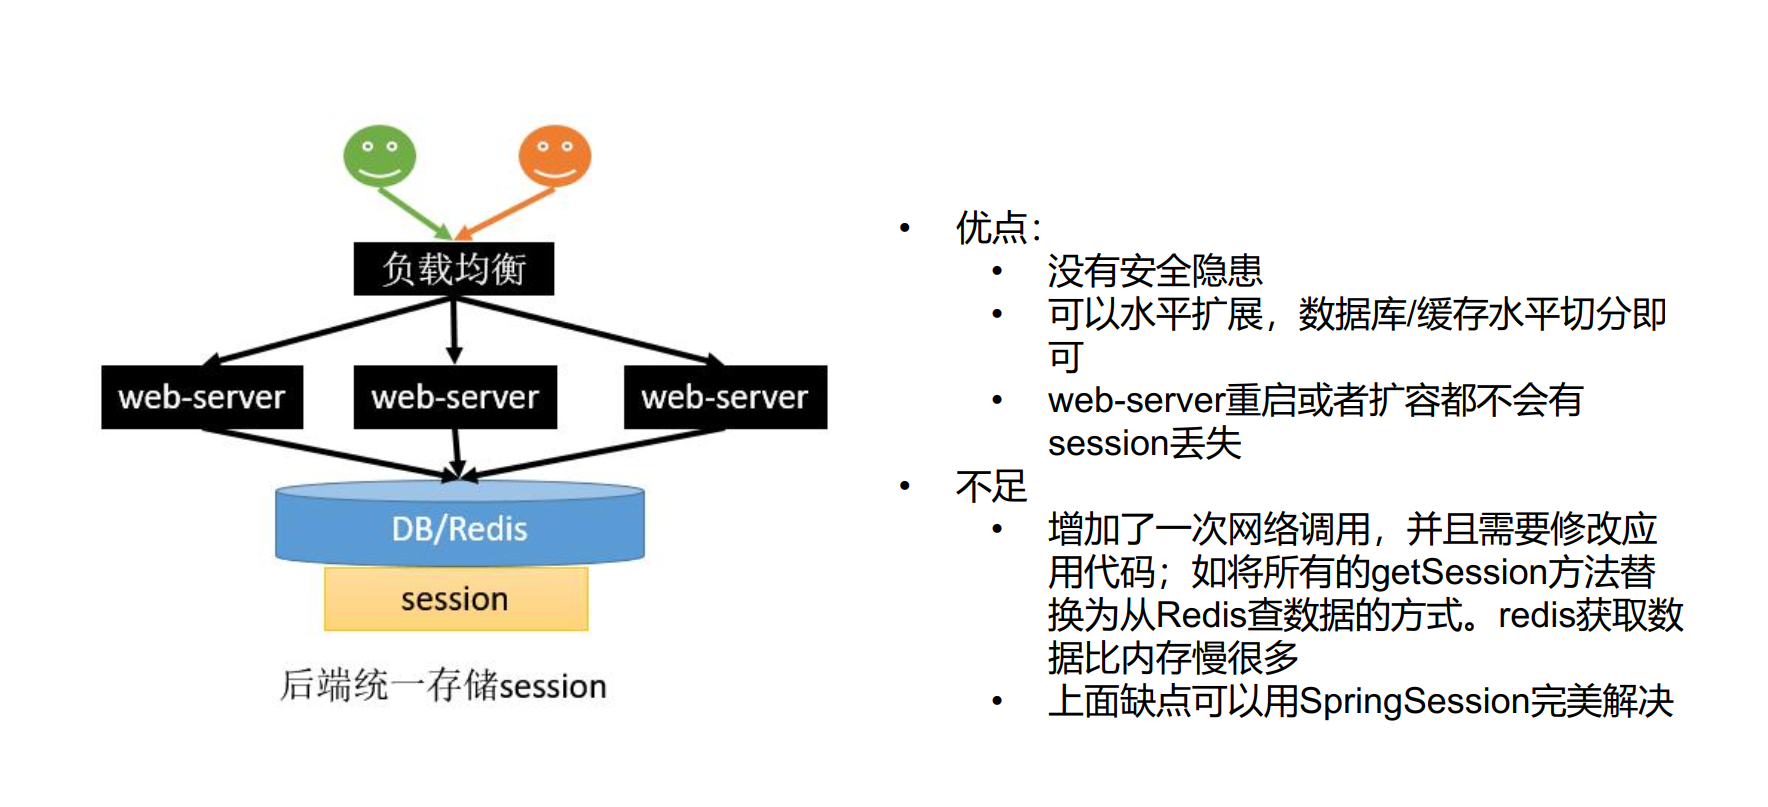 负载均衡
web-server
web-server
web-server
DB/Redis
session
后端统一存储session
• 优点：
• 没有安全隐患
• 可以水平扩展，数据库/缓存水平切分即
可
• web-server重启或者扩容都不会有
session丢失
• 不足
• 增加了一次网络调用，并且需要修改应
用代码；如将所有的getSession方法替
换为从Redis查数据的方式。redis获取数
据比内存慢很多
• 上面缺点可以用SpringSession完美解决